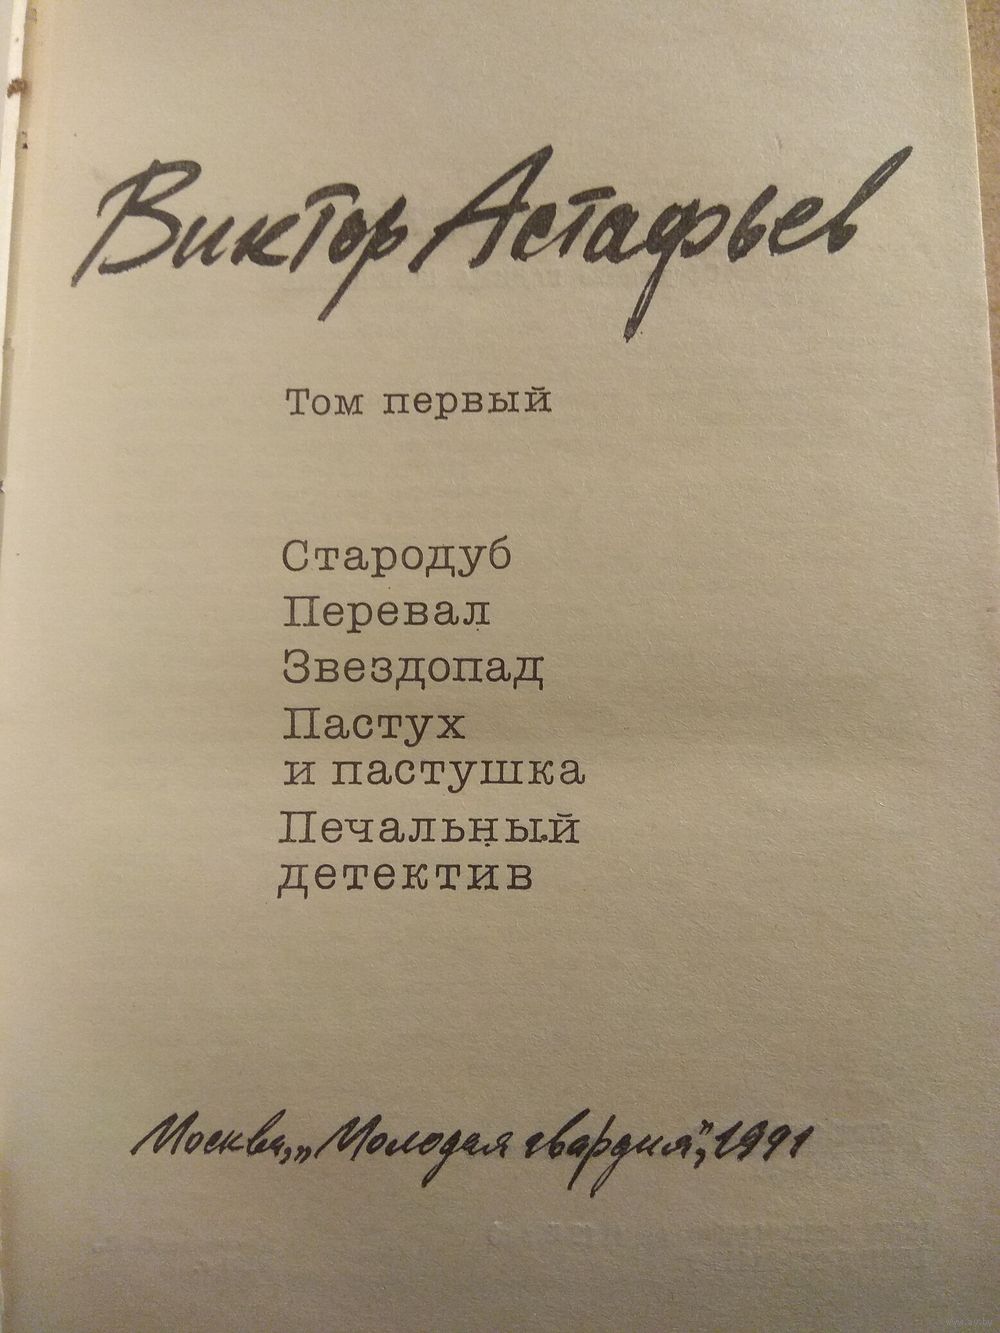 Виктор Астафьев
Том первый
Стародуб
Перевал
Звездопад
Пастух
и пастушка
Печальный
детектив
Москва, „Молодая гвардия”, 1991